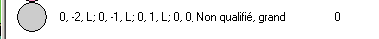 0, -2, L; 0, -1, L; 0, 1, L; 0, 0, Non qualifié, grand 0